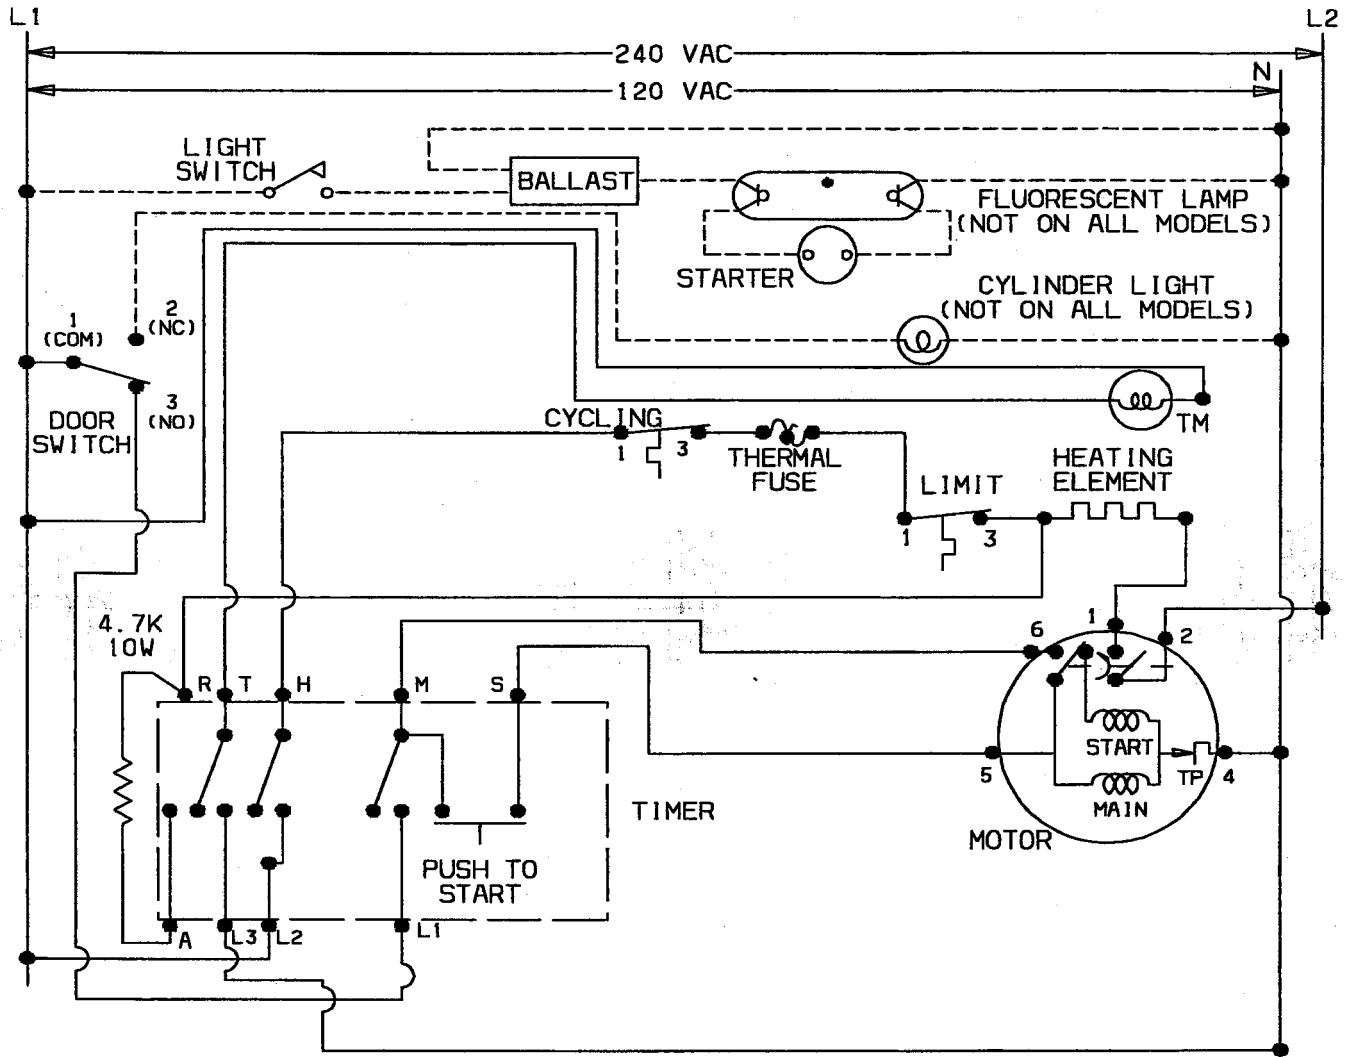 L1
L2
240 VAC
N
120 VAC
LIGHT
SWITCH
BALLAST
FLUORESCENT LAMP
(NOT ON ALL MODELS)
STARTER
CYLINDER LIGHT
(NOT ON ALL MODELS)
1
(COM)
2
(NC)
3
(NO)
DOOR
SWITCH
TM
CYCLING
1
3
THERMAL
FUSE
LIMIT
1
3
HEATING
ELEMENT
4.7K
10W
R
T
H
M
S
6
1
2
START
5
TP
4
MAIN
MOTOR
TIMER
PUSH TO
START
A
L3
L2
L1